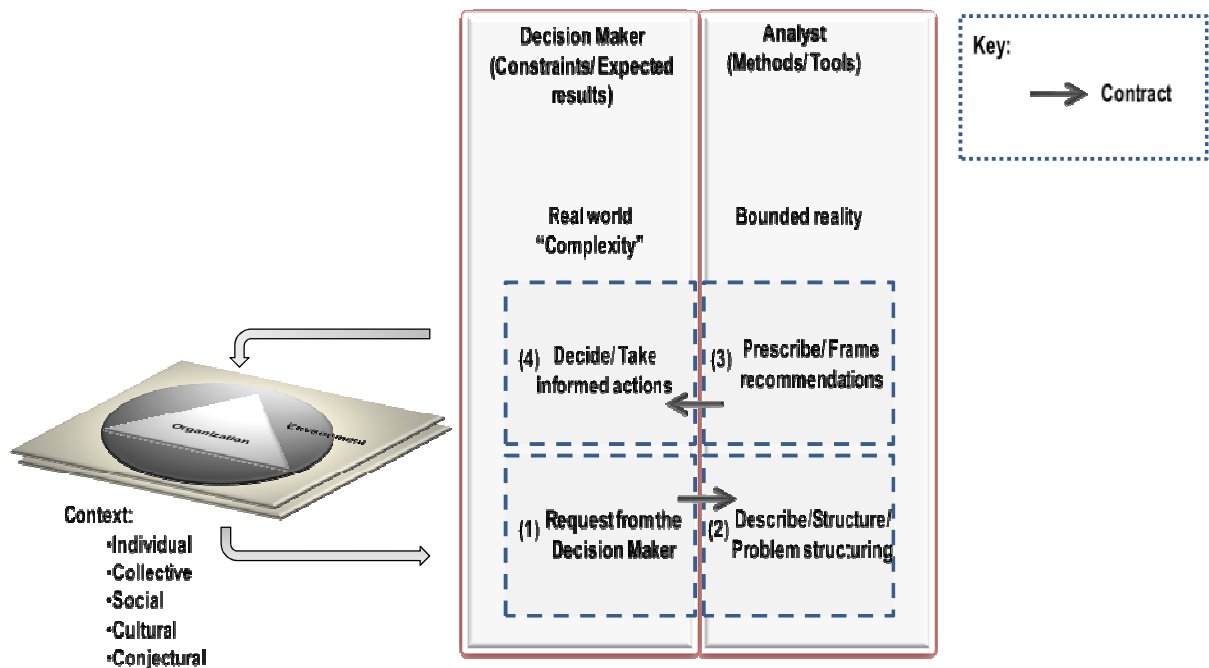 Decision Maker
(Constraints/ Expected
results)
Analyst
(Methods/ Tools)
Key:
Contract
Real world
“Complexity”
Bounded reality
(4) Decide/ Take
informed actions
(3) Prescribe/ Frame
recommendations
Organization
Environment
(1) Request from the
Decision Maker
(2) Describe/Structure/
Problem structuring
Context:
•Individual
•Collective
•Social
•Cultural
•Conjectural